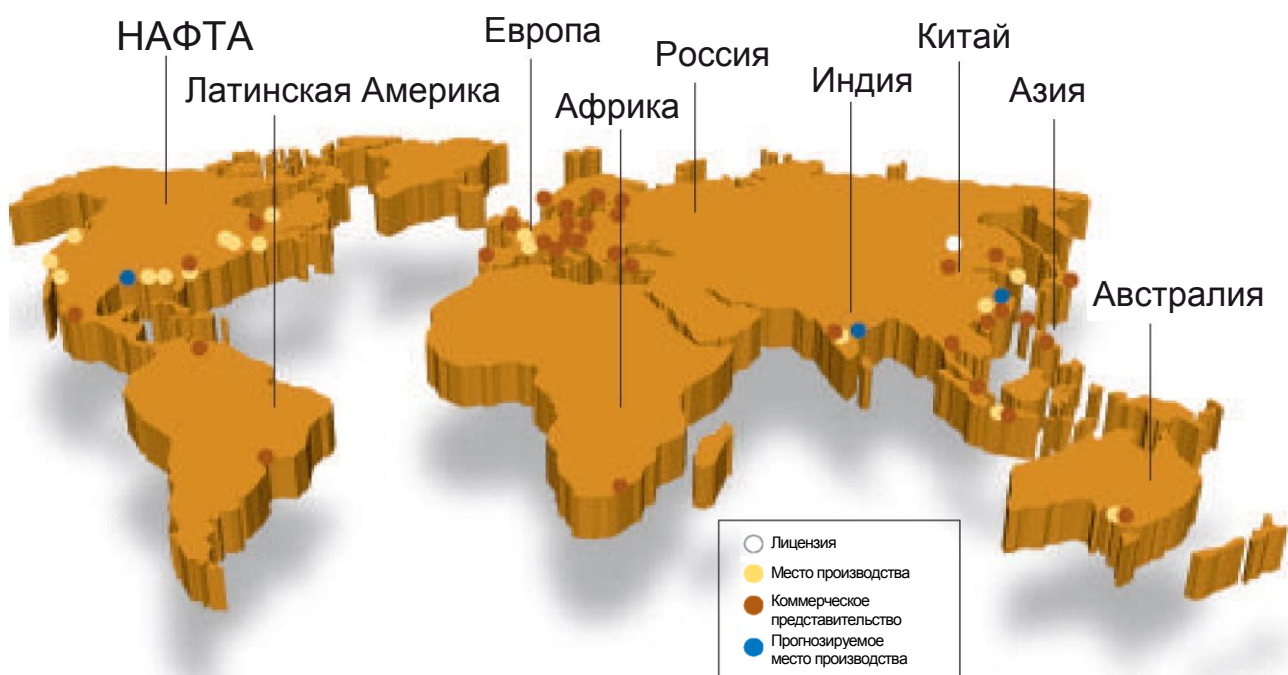 НАФТА
Латинская Америка
Европа
Африка
Россия
Индия
Китай
Азия
Австралия
Лицензия
Место производства
Коммерческое
представительство
Прогнозируемое
место производства